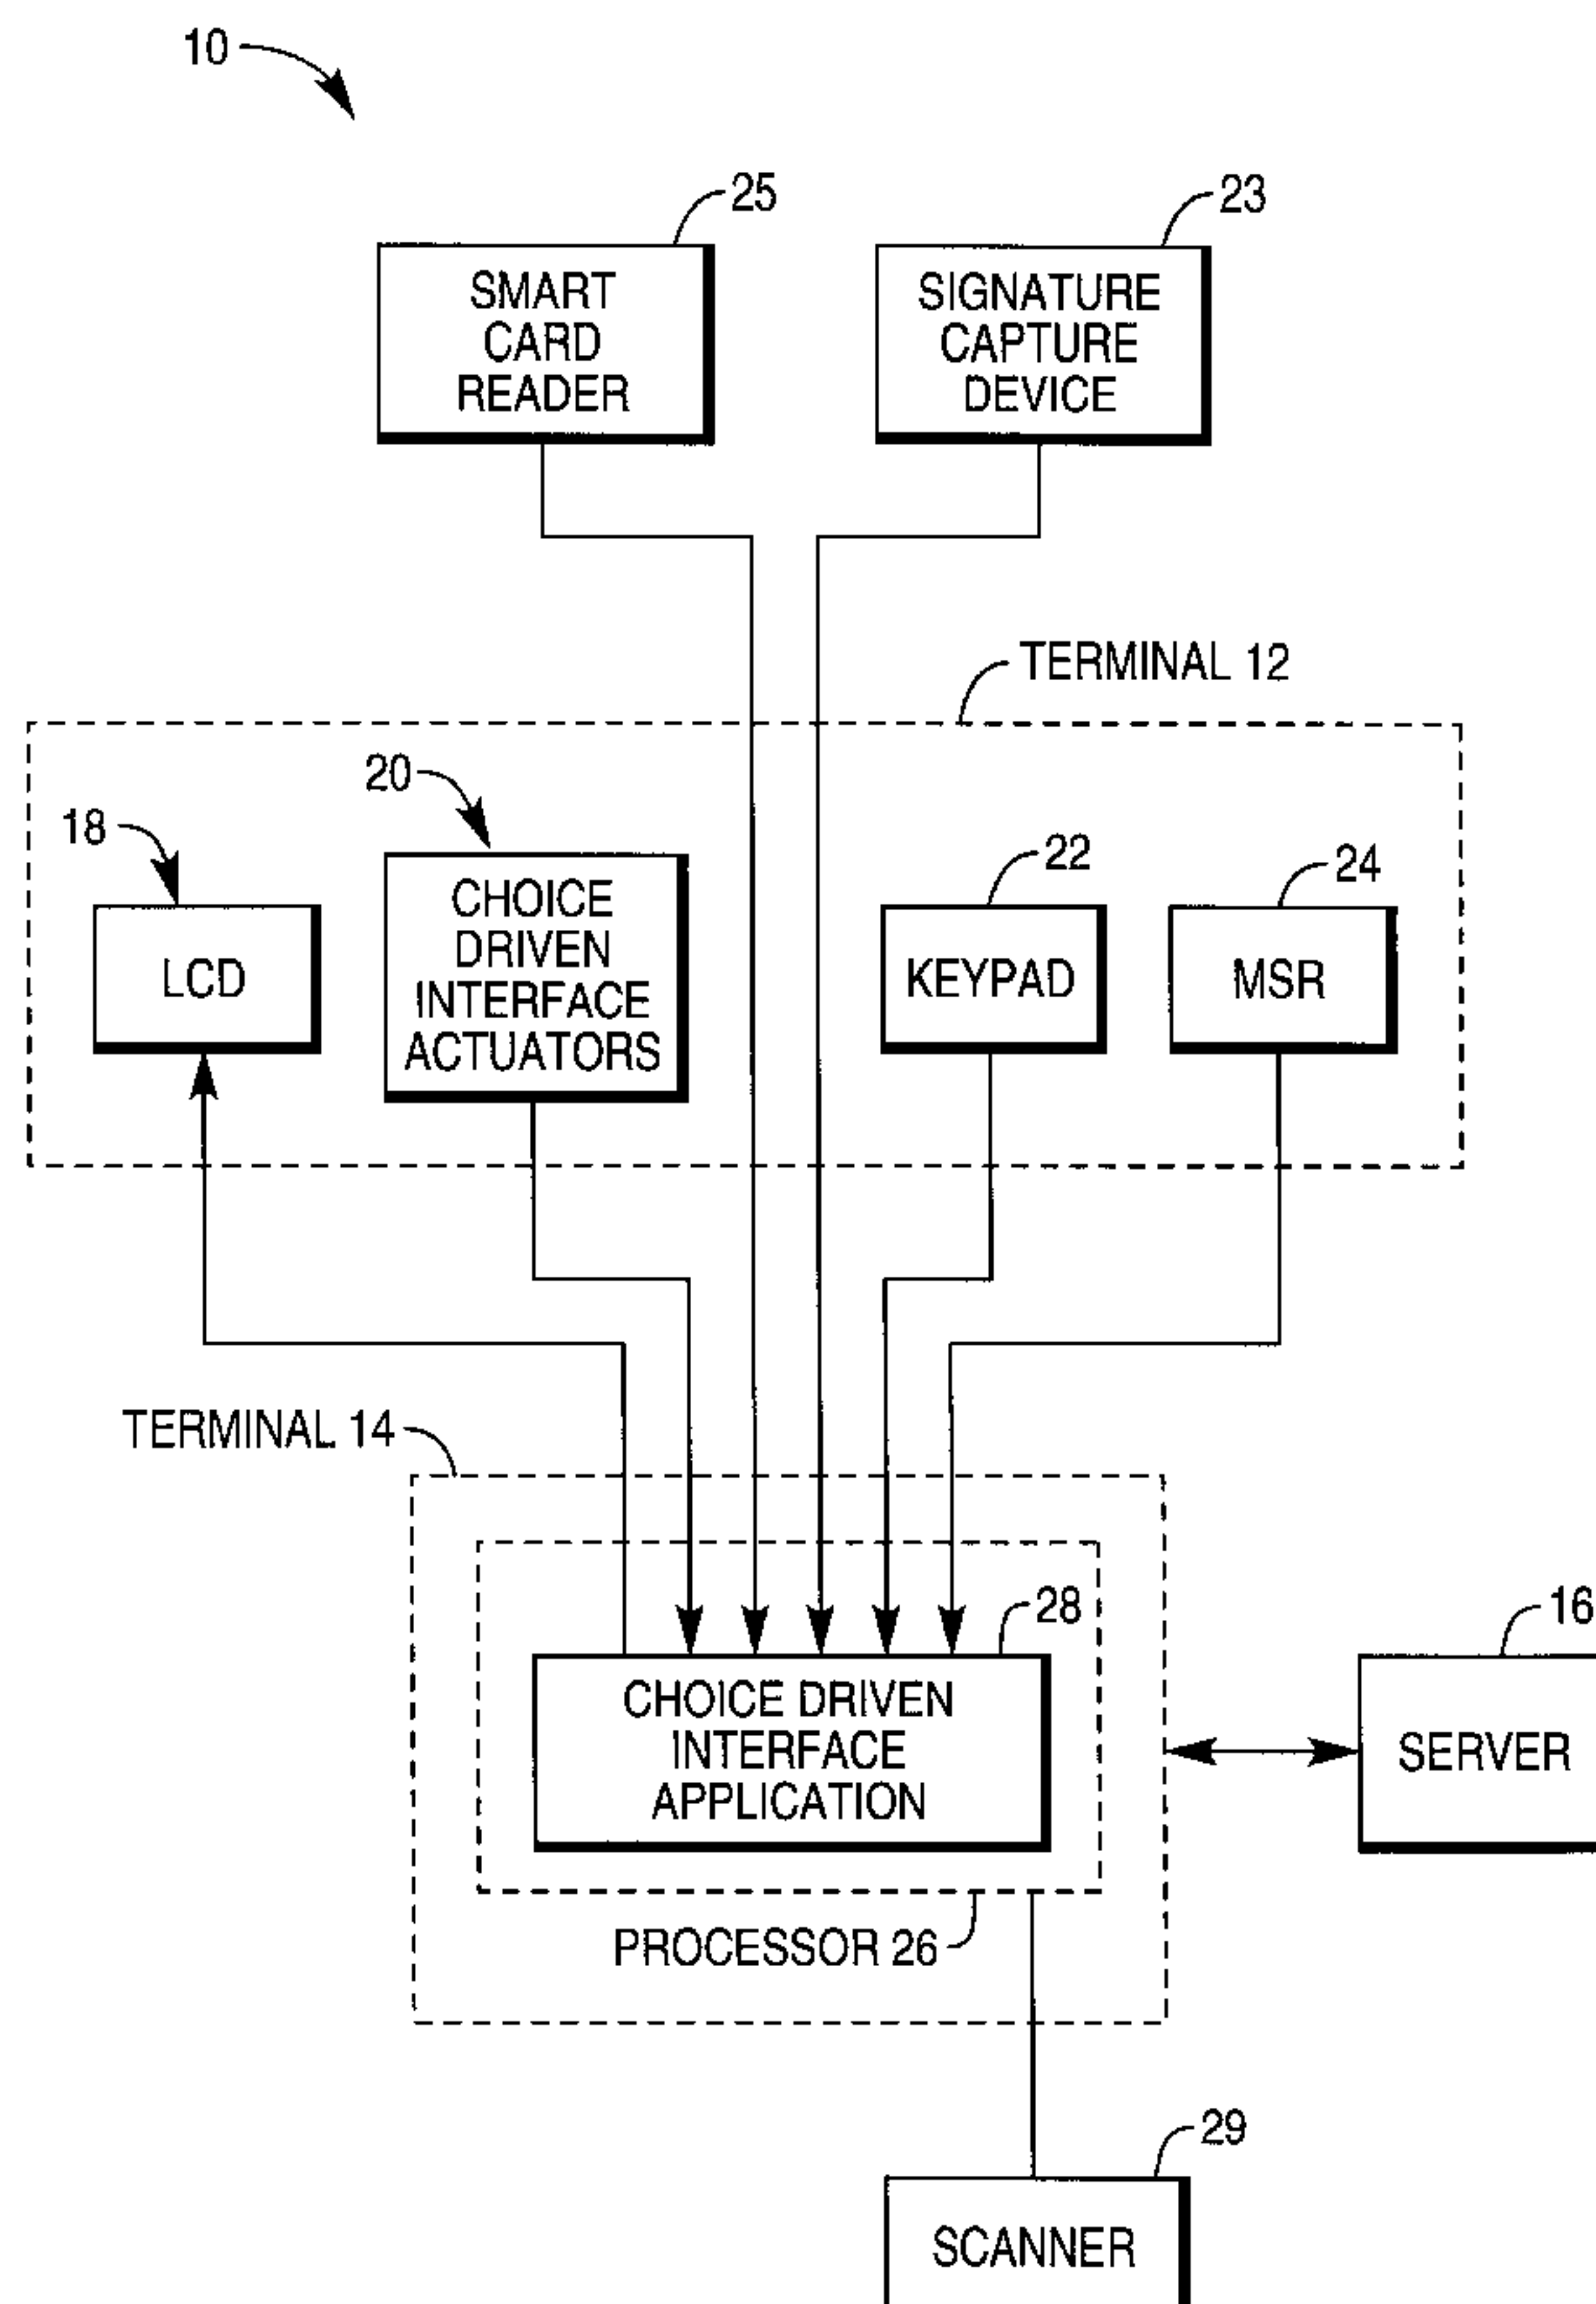 10
25
23
SMART
CARD
READER
SIGNATURE
CAPTURE
DEVICE
TERMINAL 12
20
18
22
24
LCD
CHOICE
DRIVEN
INTERFACE
ACTUATORS
KEYPAD
MSR
TERMINAL 14
28
16
CHOICE DRIVEN
INTERFACE
APPLICATION
SERVER
PROCESSOR 26
29
SCANNER